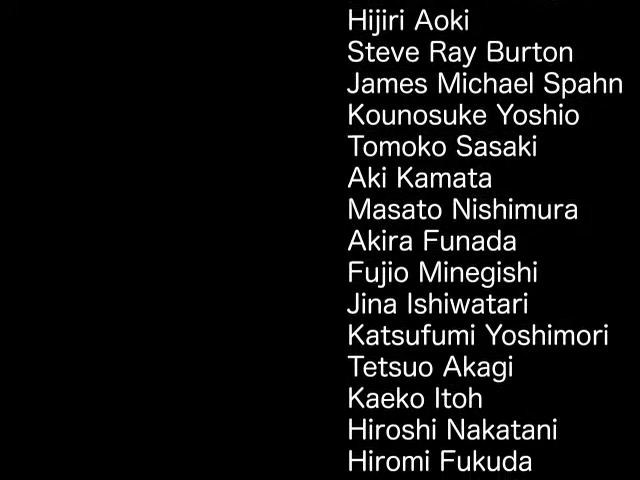 Hijiri Aoki
Steve Ray Burton
James Michael Spahn
Kounosuke Yoshio
Tomoko Sasaki
Aki Kamata
Masato Nishimura
Akira Funada
Fujio Minegishi
Jina Ishiwatari
Katsufumi Yoshimori
Tetsuo Akagi
Kaeko Itoh
Hiroshi Nakatani
Hiromi Fukuda